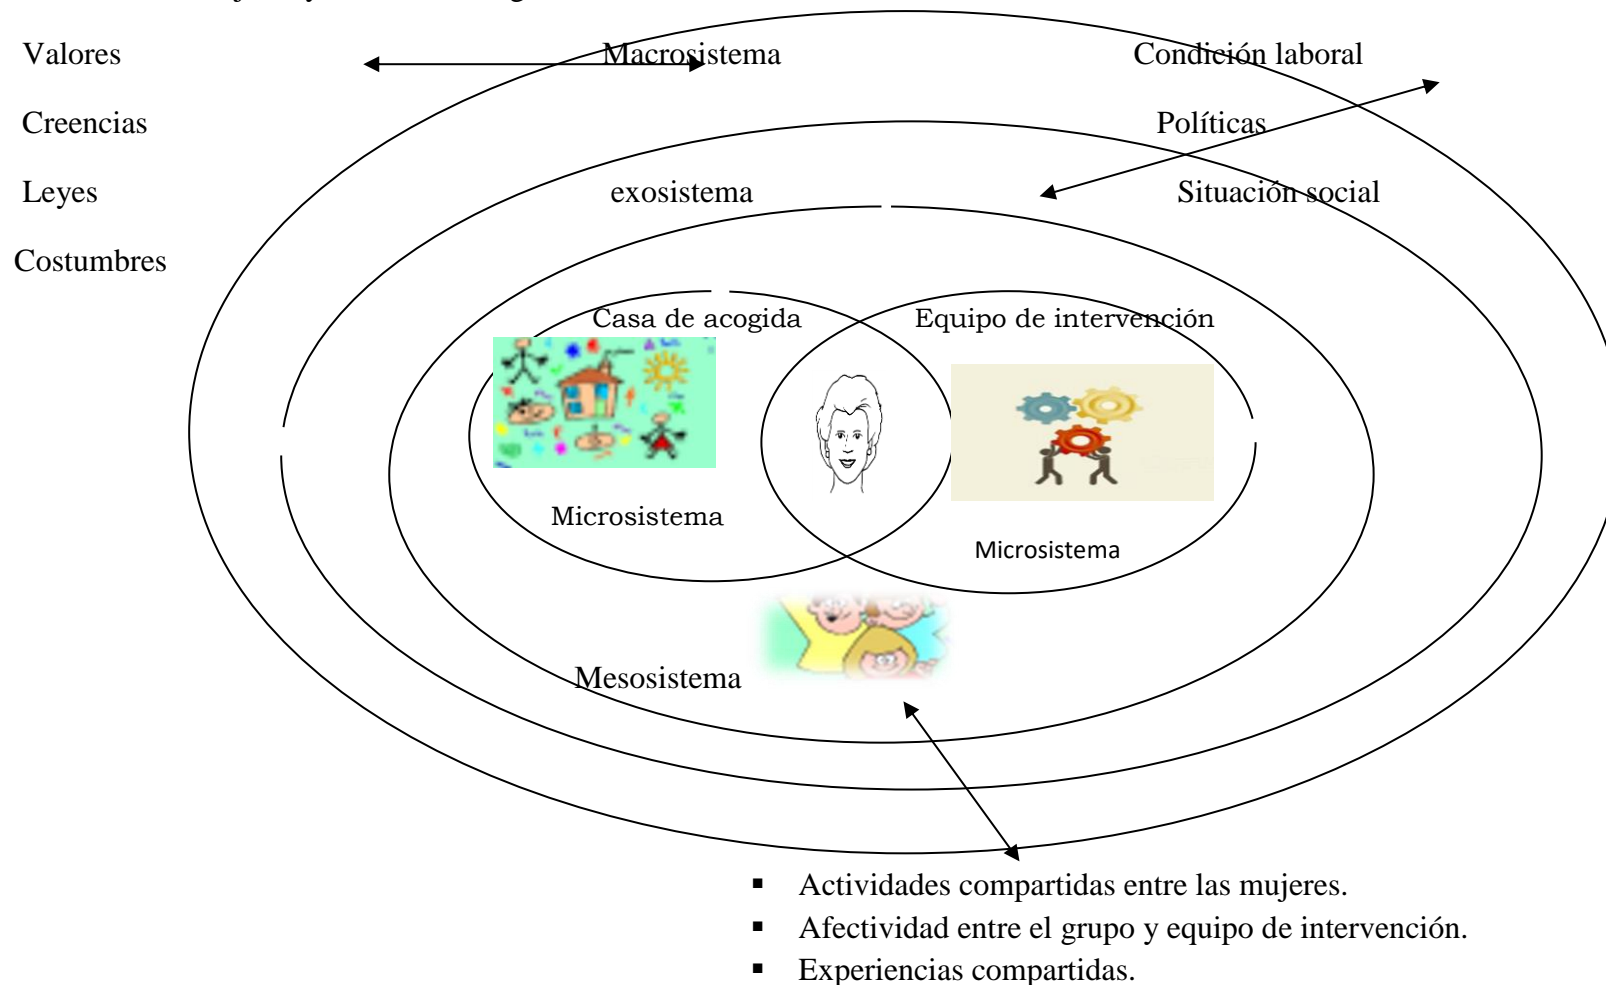 Valores
Macrosistema
Condición laboral
Creencias
Políticas
Leyes
exosistema
Situación social
Costumbres
Casa de acogida
Equipo de intervención
Microsistema
Microsistema
Mesosistema
▪ Actividades compartidas entre las mujeres.
▪ Afectividad entre el grupo y equipo de intervención.
▪ Experiencias compartidas.